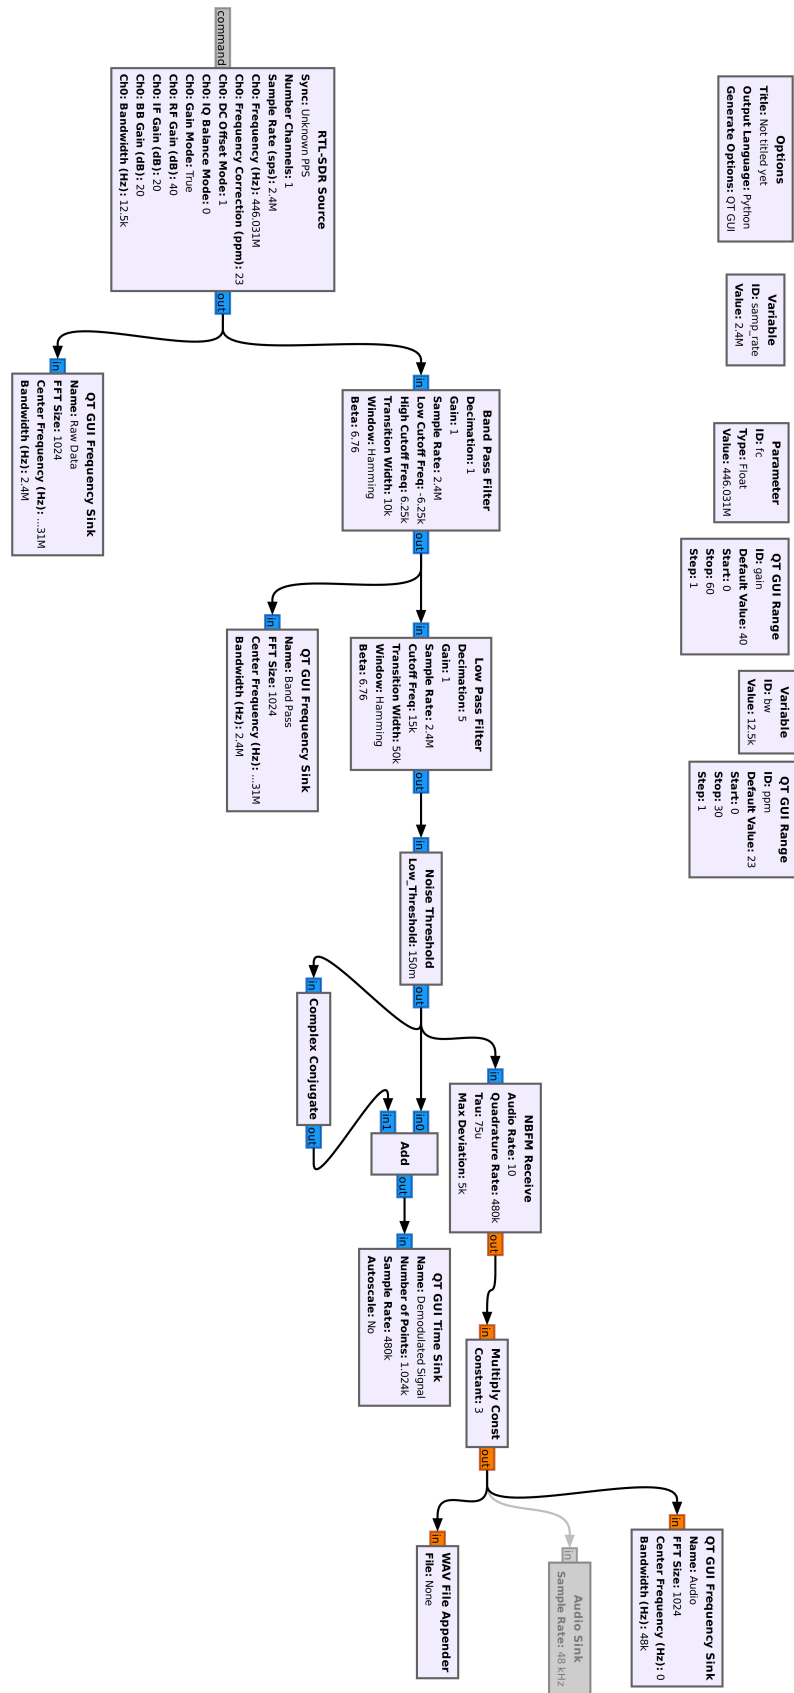 Options
Title: Not titled yet
Output Language: Python
Generate Options: QT GUI
Variable
ID: samp_rate
Value: 2.4M
Parameter
ID: fc
Type: Float
Value: 446.031M
QT GUI Range
ID: gain
Default Value: 40
Start: 0
Stop: 60
Step: 1
Variable
ID: bw
Value: 12.5k
QT GUI Range
ID: ppm
Default Value: 23
Start: 0
Stop: 30
Step: 1
command
RTL-SDR Source
Sync: Unknown PPS
Number Channels: 1
Sample Rate (sps): 2.4M
Ch0: Frequency (Hz): 446.031M
Ch0: Frequency Correction (ppm): 23
Ch0: DC Offset Mode: 1
Ch0: IQ Balance Mode: 0
Ch0: Gain Mode: True
Ch0: RF Gain (dB): 40
Ch0: IF Gain (dB): 20
Ch0: BB Gain (dB): 20
Ch0: Bandwidth (Hz): 12.5k
out
in
QT GUI Frequency Sink
Name: Raw Data
FFT Size: 1024
Center Frequency (Hz): ...31M
Bandwidth (Hz): 2.4M
in
Band Pass Filter
Decimation: 1
Gain: 1
Sample Rate: 2.4M
Low Cutoff Freq: -6.25k
High Cutoff Freq: 6.25k
Transition Width: 10k
Window: Hamming
Beta: 6.76
out
in
QT GUI Frequency Sink
Name: Band Pass
FFT Size: 1024
Center Frequency (Hz): ...31M
Bandwidth (Hz): 2.4M
in
Low Pass Filter
Decimation: 5
Gain: 1
Sample Rate: 2.4M
Cutoff Freq: 15k
Transition Width: 50k
Window: Hamming
Beta: 6.76
out
in
Noise Threshold
Low_Threshold: 150m
out
in
Complex Conjugate
out
in0
in1
Add
out
in
NBFM Receive
Audio Rate: 10
Quadrature Rate: 480k
Tau: 75u
Max Deviation: 5k
out
in
QT GUI Time Sink
Name: Demodulated Signal
Number of Points: 1.024k
Sample Rate: 480k
Autoscale: No
in
Multiply Const
Constant: 3
out
in
QT GUI Frequency Sink
Name: Audio
FFT Size: 1024
Center Frequency (Hz): 0
Bandwidth (Hz): 48k
in
Audio Sink
Sample Rate: 48 kHz
in
WAV File Appender
File: None